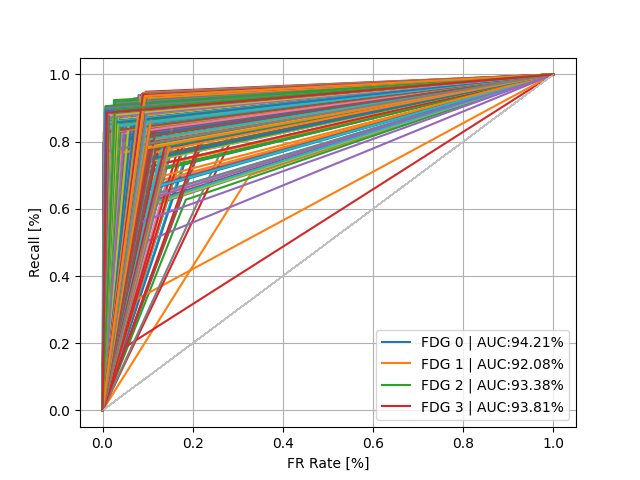 1.0
0.8
0.6
0.4
0.2
0.0
Recall [%]
FDG 0 | AUC:94.21%
FDG 1 | AUC:92.08%
FDG 2 | AUC:93.38%
FDG 3 | AUC:93.81%
0.0 0.2 0.4 0.6 0.8 1.0
FR Rate [%]